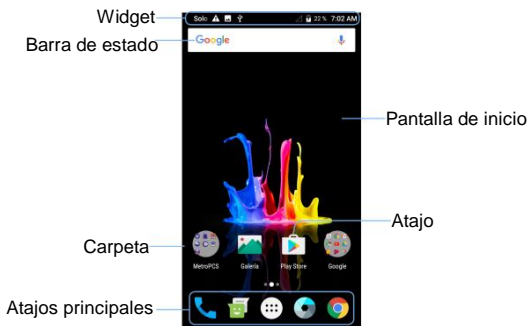 Widget
Solo 22 % 7:02 AM
Barra de estado
Google
Pantalla de inicio
Atajo
Carpeta
MetroPCS Galería Play Store Google
Atajos principales